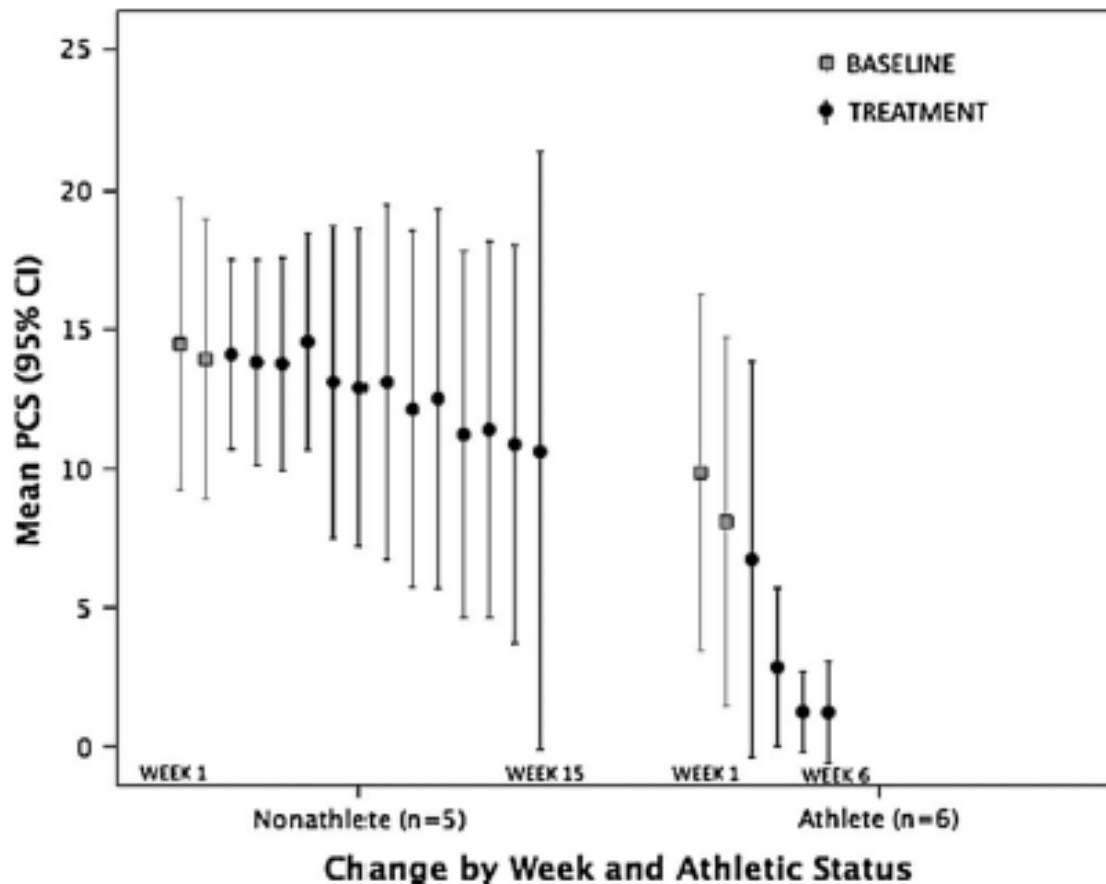 25
20
15
10
5
0
Mean PCS (95% CI)
BASELINE
TREATMENT
WEEK 1
WEEK 15
WEEK 1
WEEK 6
Nonathlete (n=5)
Athlete (n=6)
Change by Week and Athletic Status